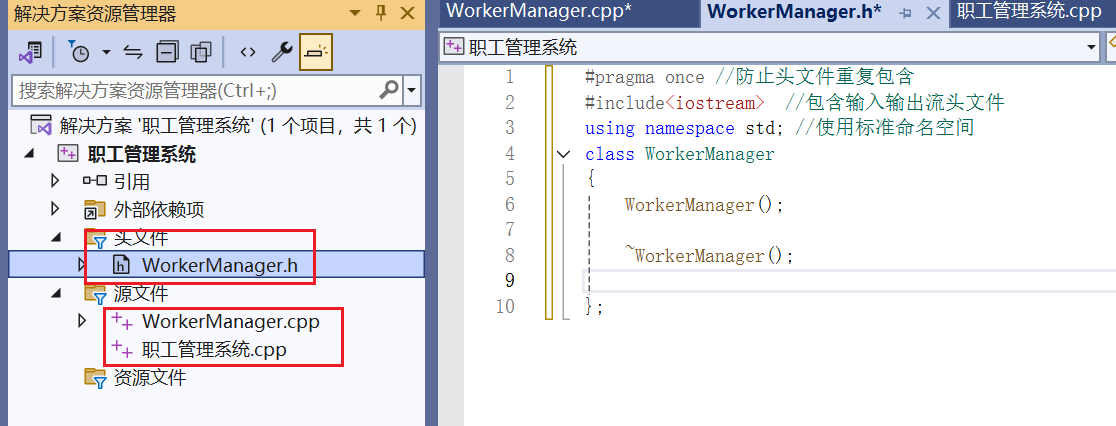 解决方案资源管理器
搜索解决方案资源管理器(Ctrl+;)
解决方案 '职工管理系统' (1 个项目，共 1 个)
职工管理系统
引用
外部依赖项
头文件
WorkerManager.h
源文件
WorkerManager.cpp
职工管理系统.cpp
资源文件
WorkerManager.cpp* WorkerManager.h* 职工管理系统.cpp
职工管理系统
1 #pragma once //防止头文件重复包含
2 #include<iostream> //包含输入输出流头文件
3 using namespace std; //使用标准命名空间
4 class WorkerManager
5 {
6 WorkerManager();
7
8 ~WorkerManager();
9
10 };